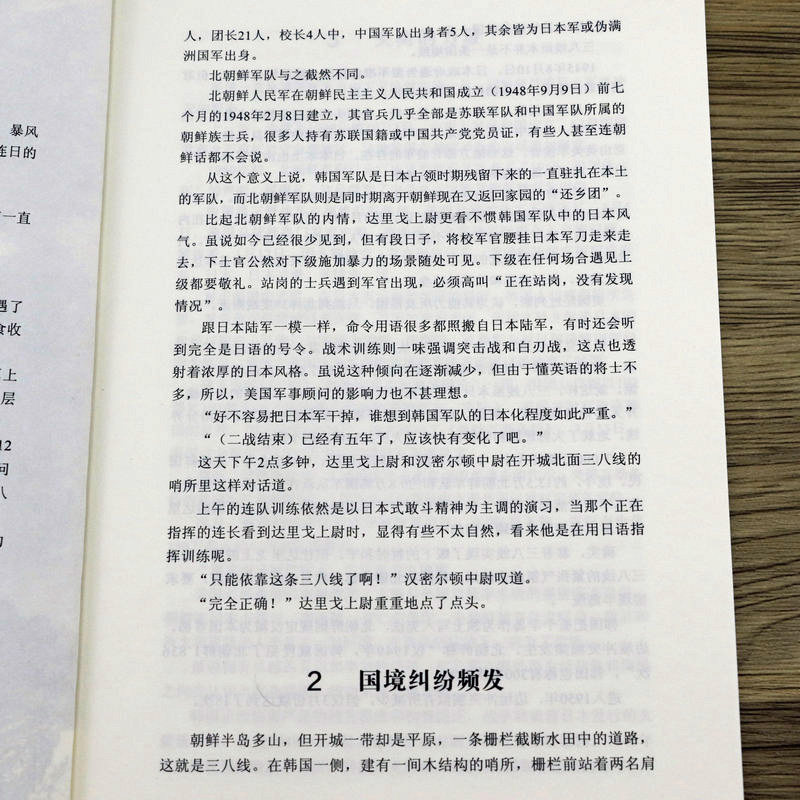 暴风
连日的
一直
遇了
食收
上
层
12
问
八
人，团长21人，校长4人中，中国军队出身者5人，其余皆为日本军或伪满
洲国军出身。
北朝鲜军队与之截然不同。
北朝鲜人民军在朝鲜民主主义人民共和国成立（1948年9月9日）前七
个月的1948年2月8日建立，其官兵几乎全部是苏联军队和中国军队所属的
朝鲜族士兵，很多人持有苏联国籍或中国共产党党员证，有些人甚至连朝
鲜话都不会说。
从这个意义上说，韩国军队是日本占领时期残留下来的一直驻扎在本土
的军队，而北朝鲜军队则是同时期离开朝鲜现在又返回家园的“还乡团”。
比起北朝鲜军队的内情，达里戈上尉更看不惯韩国军队中的日本风
气。虽说如今已经很少见到，但有段日子，将校军官腰挂日本军刀走来走
去，下士官公然对下级施加暴力的场景随处可见。下级在任何场合遇见上
级都要敬礼。站岗的士兵遇到军官出现，必须高叫“正在站岗，没有发现
情况”。
跟日本陆军一模一样，命令用语很多都照搬自日本陆军，有时还会听
到完全是日语的号令。战术训练则一味强调突击战和白刃战，这点也透
射着浓厚的日本风格。虽说这种倾向在逐渐减少，但由于懂英语的将士不
多，所以，美国军事顾问的影响力也不甚理想。
“好不容易把日本军干掉，谁想到韩国军队的日本化程度如此严重。”
“（二战结束）已经有五年了，应该快有变化了吧。”
这天下午2点多钟，达里戈上尉和汉密尔顿中尉在开城北面三八线的
哨所里这样对话道。
上午的连队训练依然是以日本式敢斗精神为主调的演习，当那个正在
指挥的连长看到达里戈上尉时，显得有些不太自然，看来他是在用日语指
挥训练呢。
“只能依靠这条三八线了啊！”汉密尔顿中尉叹道。
“完全正确！”达里戈上尉重重地点了点头。
2 国境纠纷频发
朝鲜半岛多山，但开城一带却是平原，一条栅栏截断水田中的道路，
这就是三八线。在韩国一侧，建有一间木结构的哨所，栅栏前站着两名肩